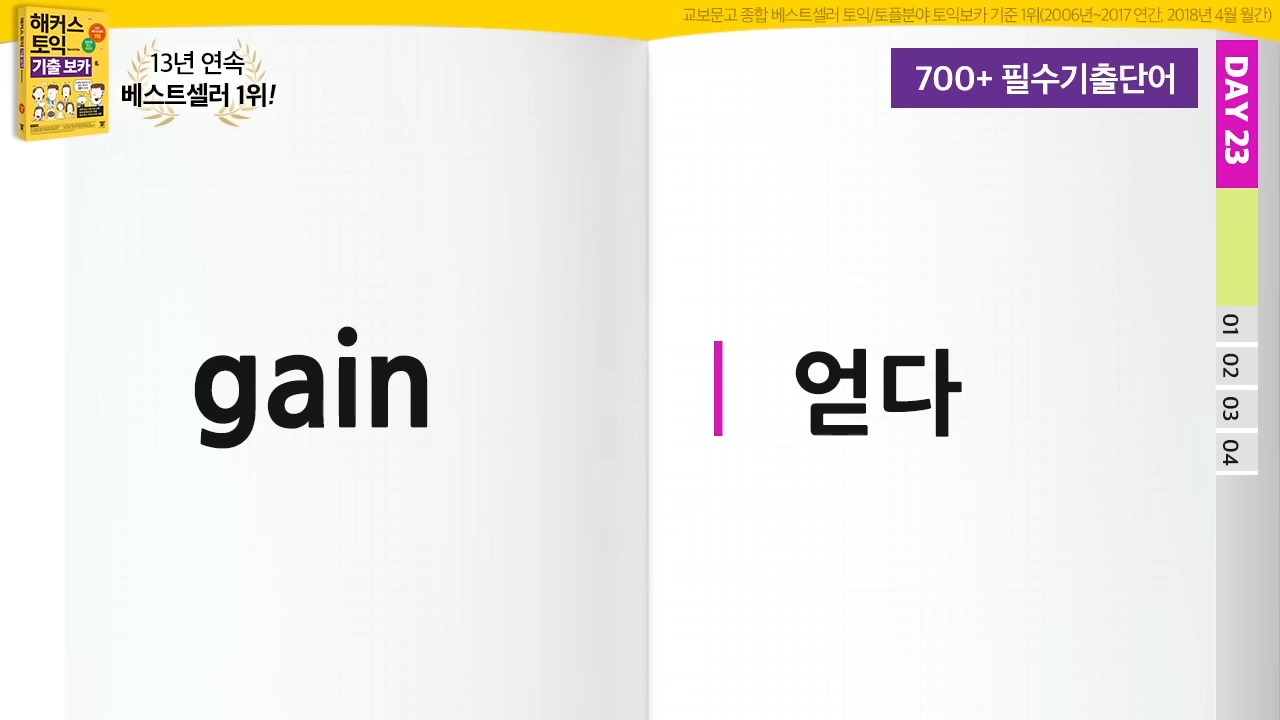 교보문고 종합 베스트셀러 토익/토플분야 토익보카 기준 1위(2006년~2017 연간, 2018년 4월 월간)
해커스
토익
기출 보카
13년 연속
베스트셀러 1위!
700+ 필수기출단어
DAY 23
gain
얻다
01
02
03
04